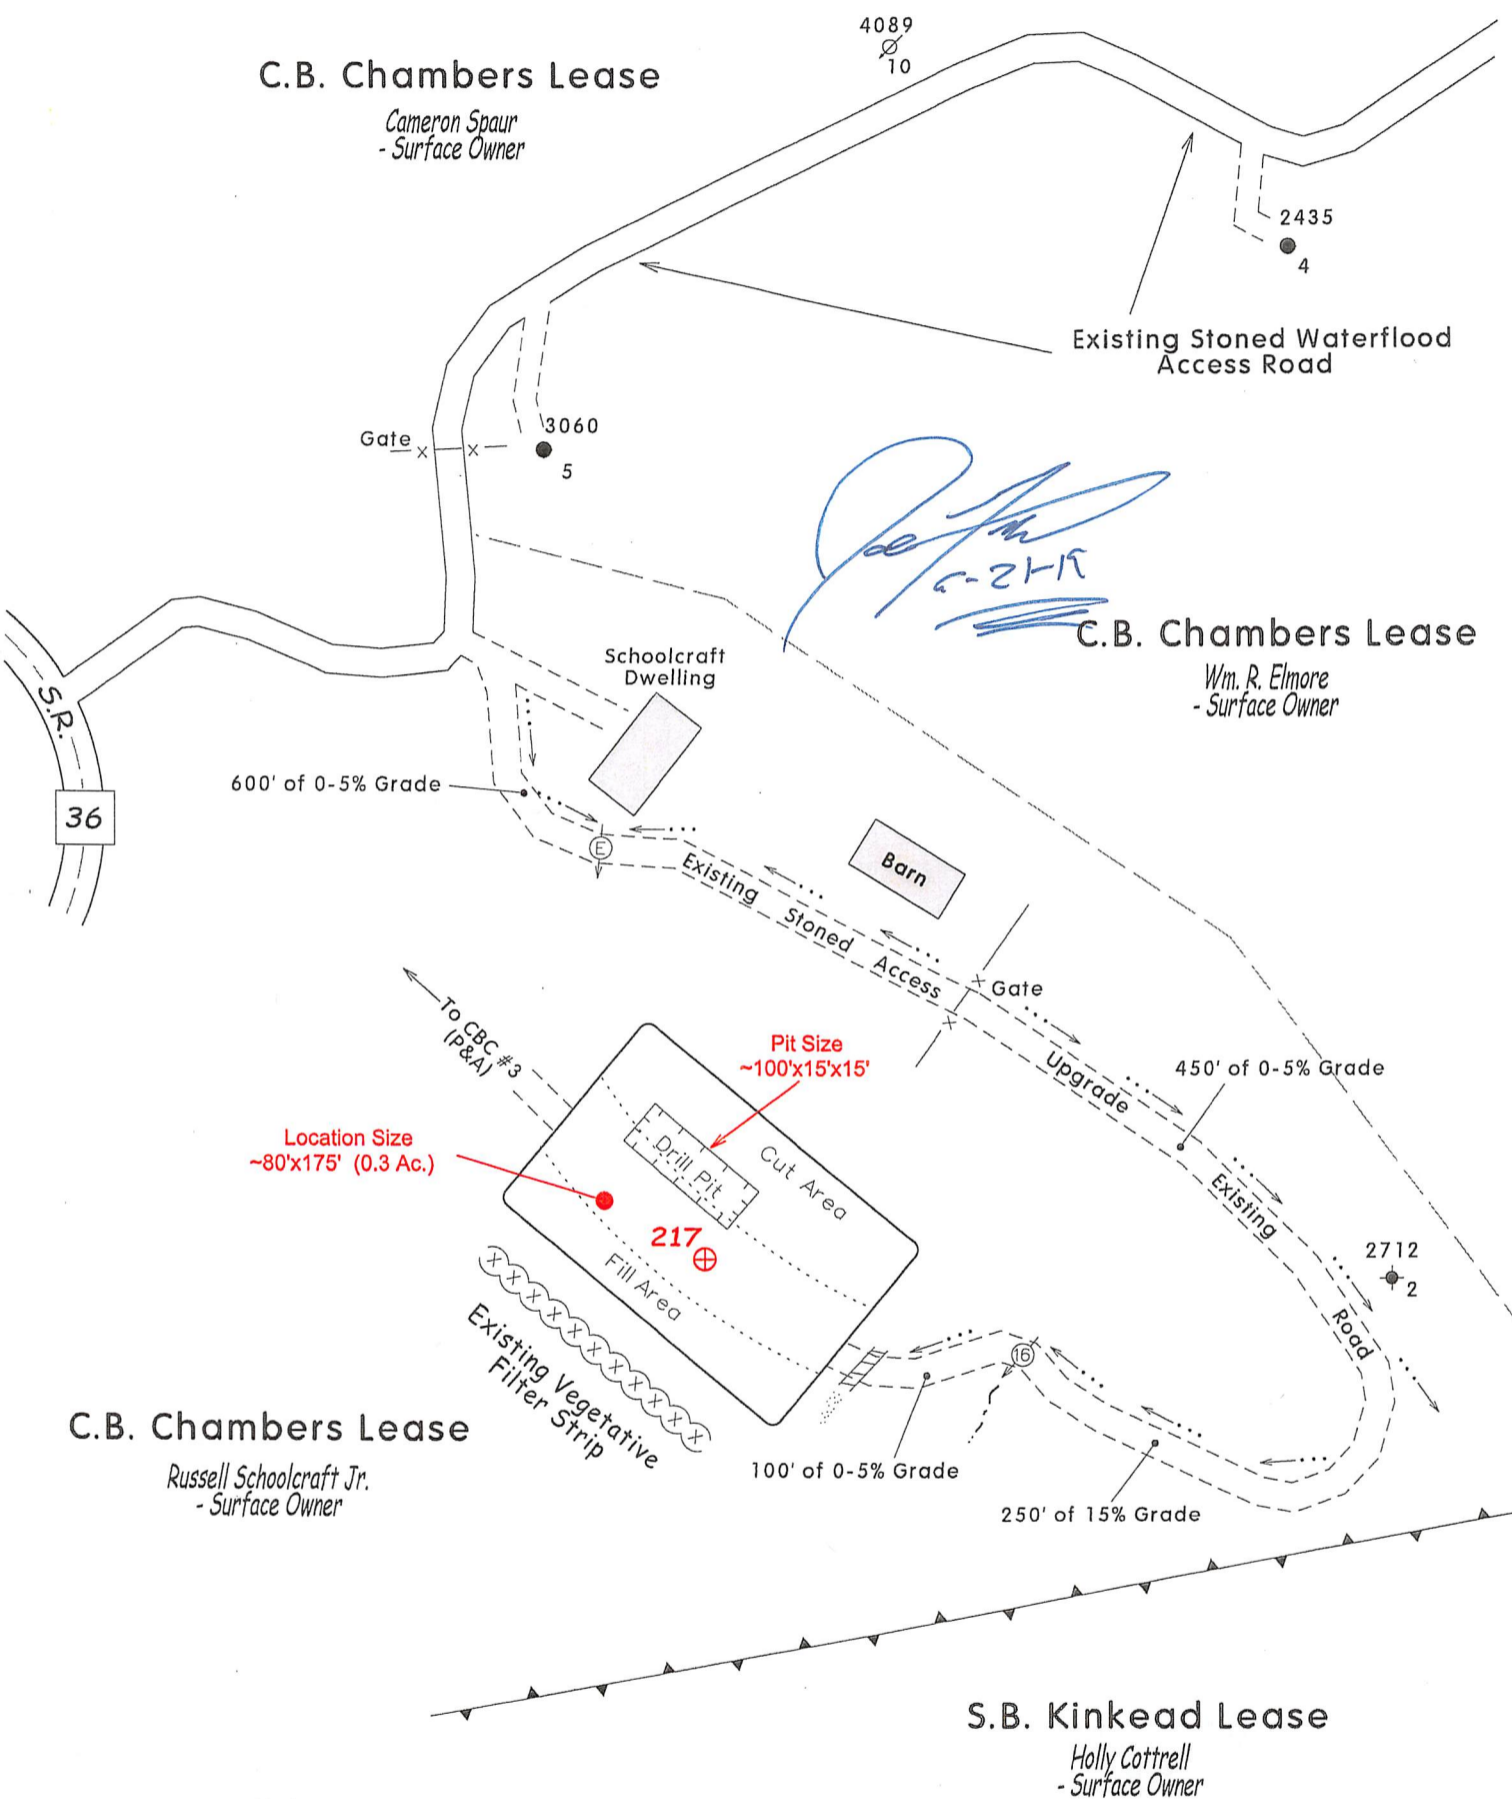 4089
10
C.B. Chambers Lease
Cameron Spaur
- Surface Owner
2435
4
Existing Stoned Waterflood
Access Road
3060
Gate
5
C.B. Chambers Lease
Wm. R. Elmore
- Surface Owner
Schoolcraft
Dwelling
S.R.
36
600' of 0-5% Grade
E
Barn
Existing Stoned Access
Gate
To CBC #3
(P&A)
Pit Size
~100'x15'x15'
Upgrade
450' of 0-5% Grade
Location Size
~80'x175' (0.3 Ac.)
Drill Pit
Cut Area
Existing
217
Fill Area
2712
2
Road
16
Existing Vegetative
Filter Strip
C.B. Chambers Lease
Russell Schoolcraft Jr.
- Surface Owner
100' of 0-5% Grade
250' of 15% Grade
S.B. Kinkead Lease
Holly Cottrell
- Surface Owner